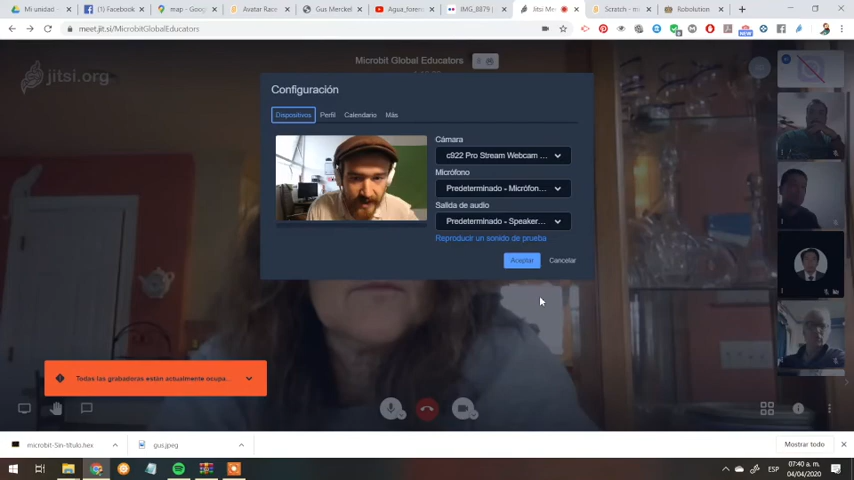 Mi unidad
(1) Facebook
map - Goog
Avatar Race
Gus Merckel
Agua_forem
IMG_8879
Jitsi Me
Scratch - m
Robolution
meet.jit.si/MicrobitGlobalEducators
NEW
jitsi.org
Microbit Global Educators
Configuración
Dispositivos
Perfil
Calendario
Más
Cámara
c922 Pro Stream Webcam ...
Micrófono
Predeterminado - Micrófon...
Salida de audio
Predeterminado - Speaker...
Reproducir un sonido de prueba
Aceptar
Cancelar
Todas las grabadoras están actualmente ocupa...
microbit-Sin-título.hex
gus.jpeg
Mostrar todo
ESP
07:40 a. m.
04/04/2020